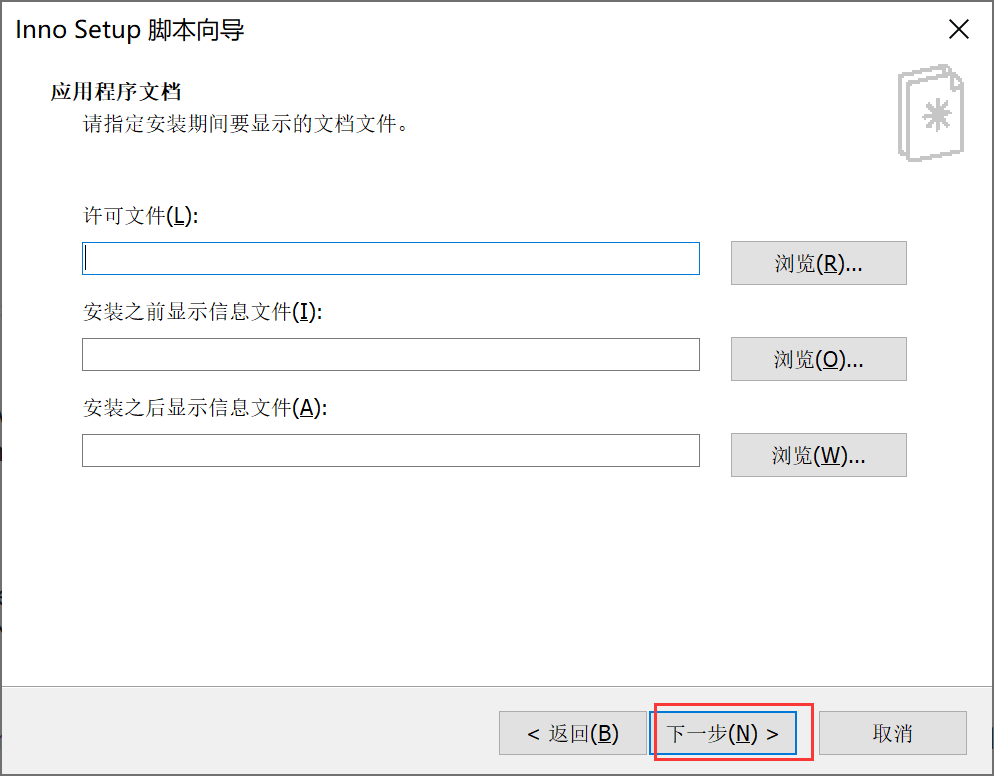 Inno Setup 脚本向导
应用程序文档
请指定安装期间要显示的文档文件。
许可文件(L):
浏览(R)...
安装之前显示信息文件(I):
浏览(O)...
安装之后显示信息文件(A):
浏览(W)...
< 返回(B) 下一步(N) > 取消